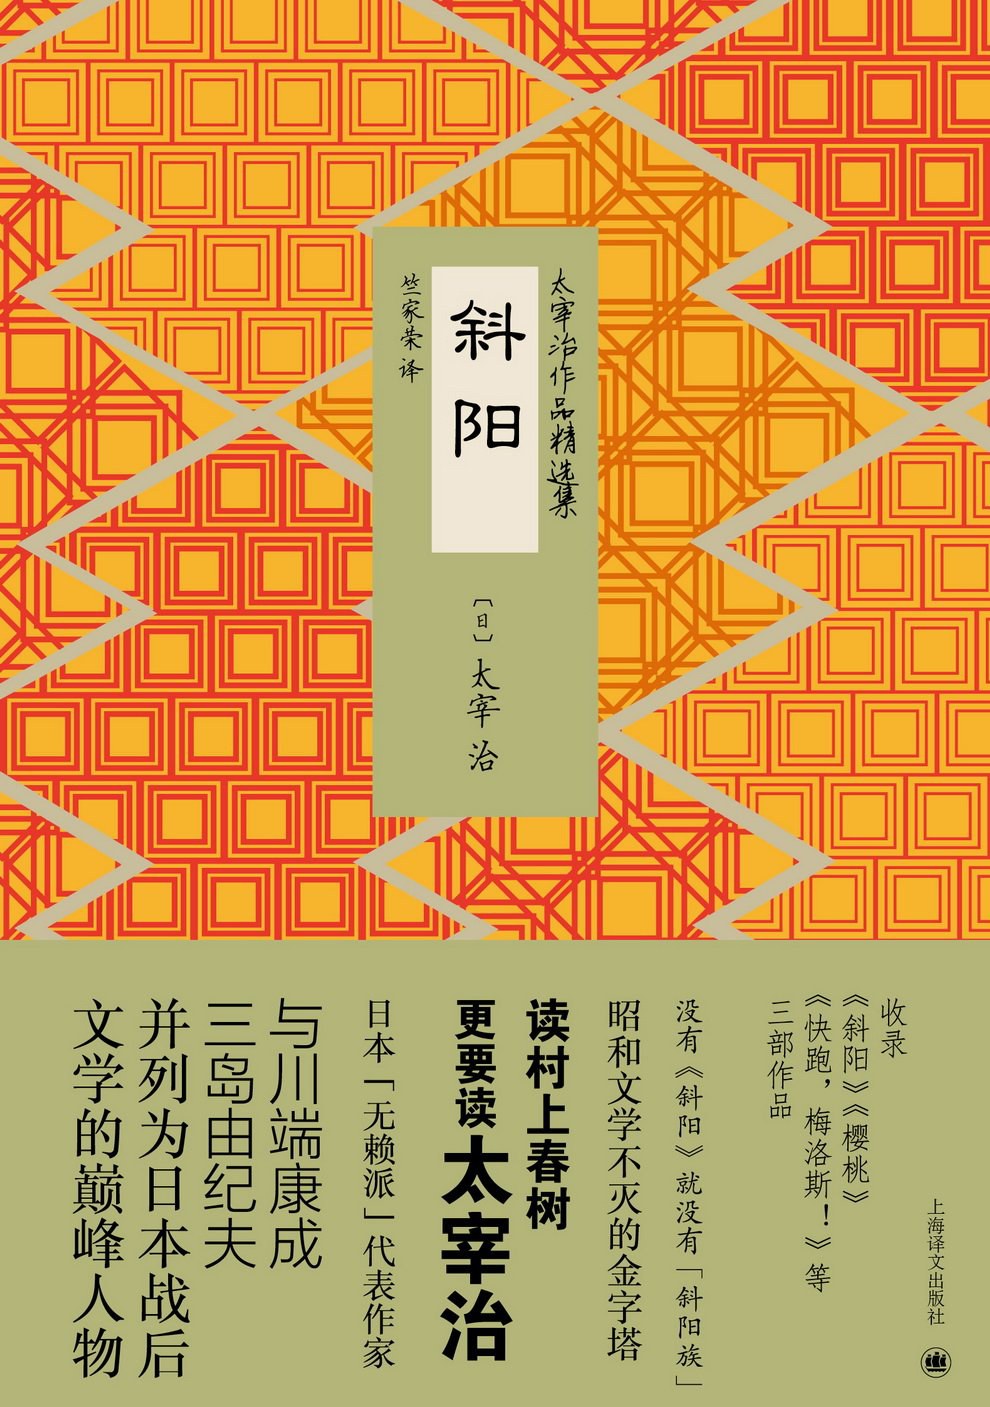 太宰治作品精选集
斜阳
竺家荣 译
［日］太宰治
上海译文出版社
收录
《斜阳》《樱桃》
《快跑，梅洛斯！》等
三部作品
没有《斜阳》就没有「斜阳族」
昭和文学不灭的金字塔
读村上春树
更要读太宰治
日本「无赖派」代表作家
与川端康成
三岛由纪夫
并列为日本战后
文学的巅峰人物